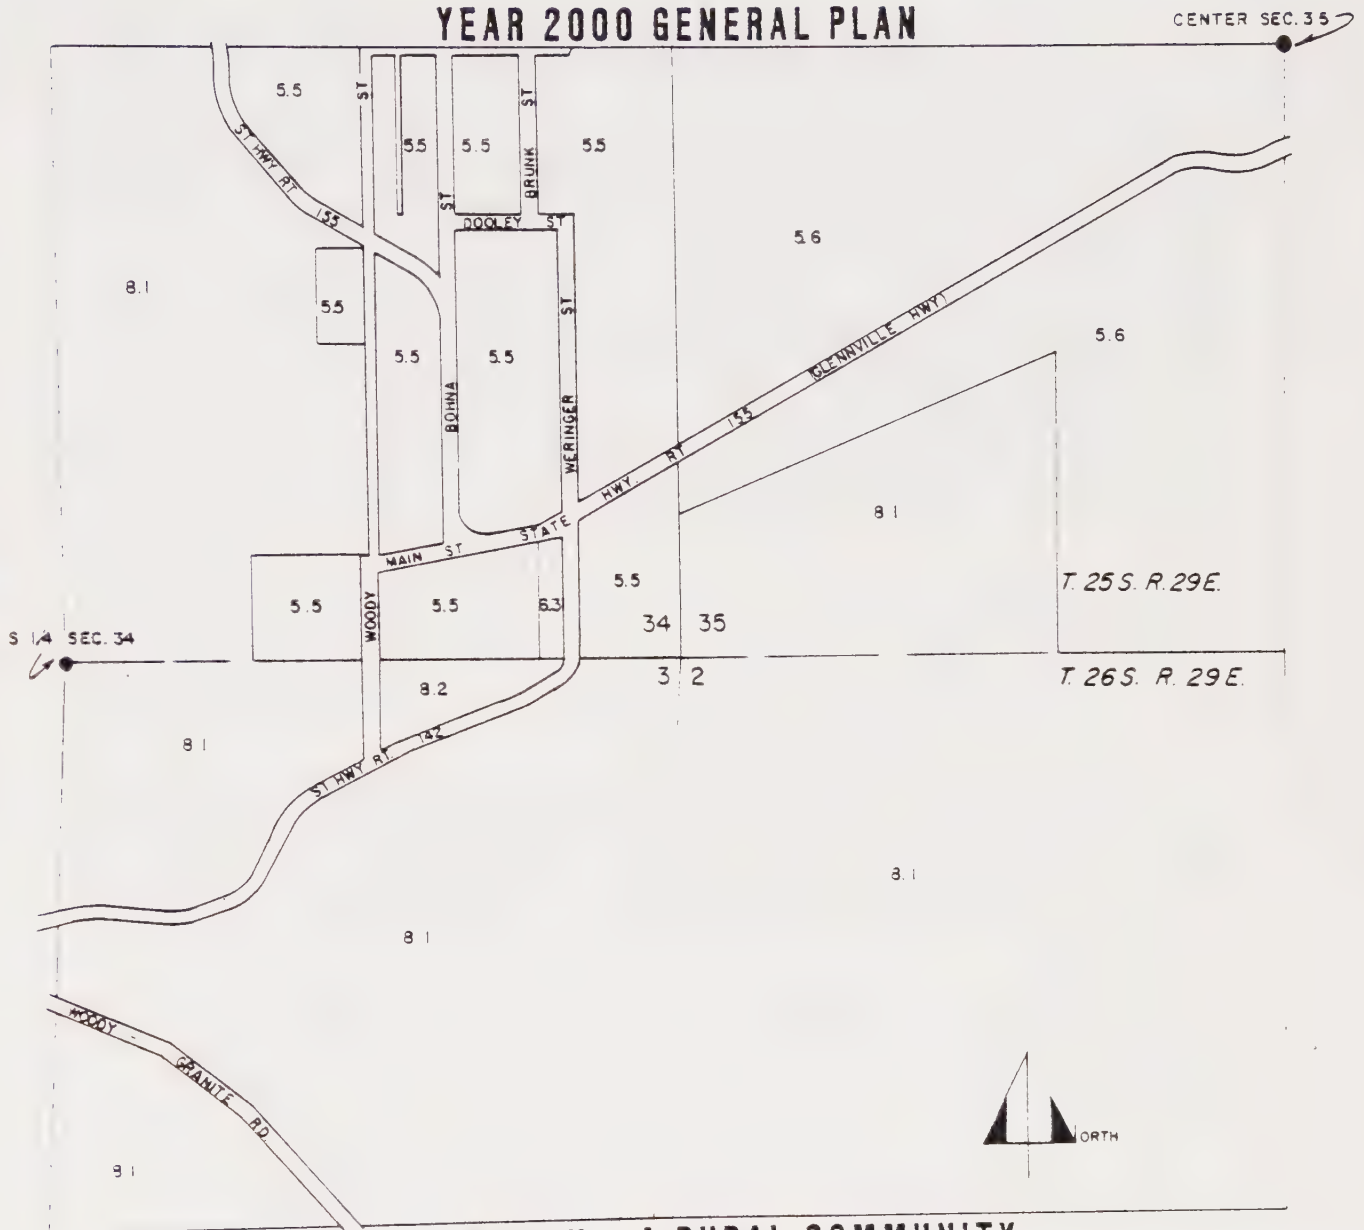 YEAR 2000 GENERAL PLAN
CENTER SEC. 35
5.5
ST
ST
5.5
5.5
5.5
ST HWY RT 155
BRUNK
ST
DOOLEY ST
5.6
8.1
5.5
ST
(GLENNVILLE HWY)
5.6
5.5
5.5
BOHNA
WERINGER
155
STATE HWY. RT
8.1
MAIN ST
5.5
T. 25 S. R. 29 E.
5.5
5.5
6.3
WOODY
34 35
S 1/4 SEC. 34
3 2
T. 26 S. R. 29 E.
8.2
8.1
ST HWY RT. 142
8.1
8.1
WOODY - GRANITE RD.
NORTH
8.1
A RURAL COMMUNITY